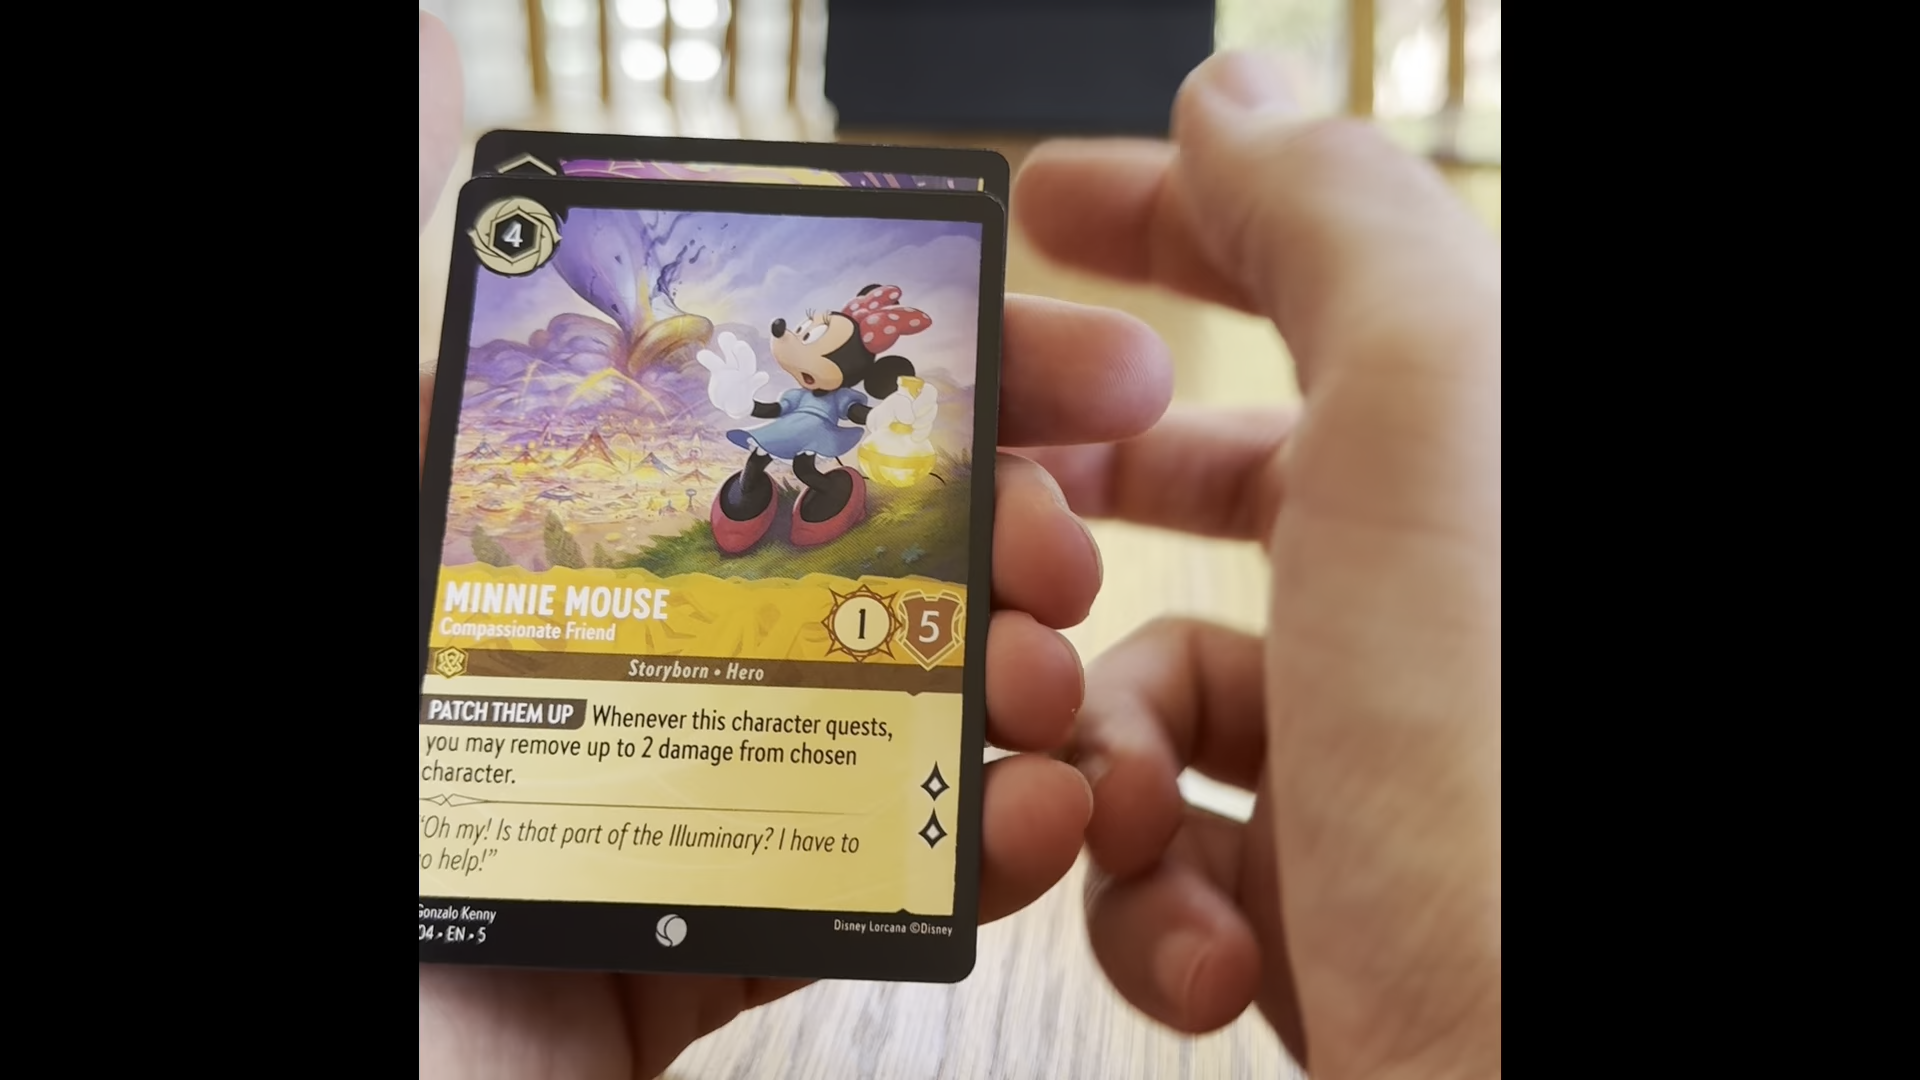 4
MINNIE MOUSE
Compassionate Friend
1
5
Storyborn • Hero
PATCH THEM UP Whenever this character quests,
you may remove up to 2 damage from chosen
character.
"Oh my! Is that part of the Illuminary? I have to
help!"
Gonzalo Kenny
Disney Lorcana ©Disney
04 • EN • 5